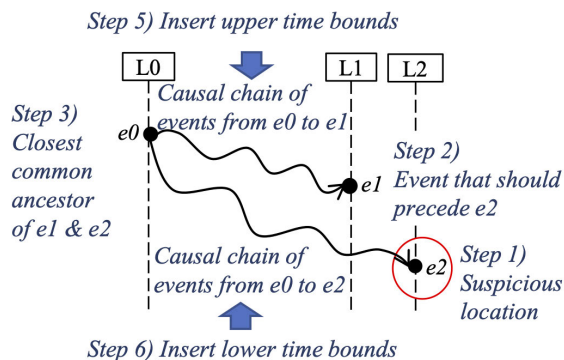 Step 5) Insert upper time bounds
L0
L1
L2
Step 3)
Closest
common
ancestor
of e1 & e2
Causal chain of
events from e0 to e1
e0
e1
Step 2)
Event that should
precede e2
Causal chain of
events from e0 to e2
e2
Step 1)
Suspicious
location
Step 6) Insert lower time bounds